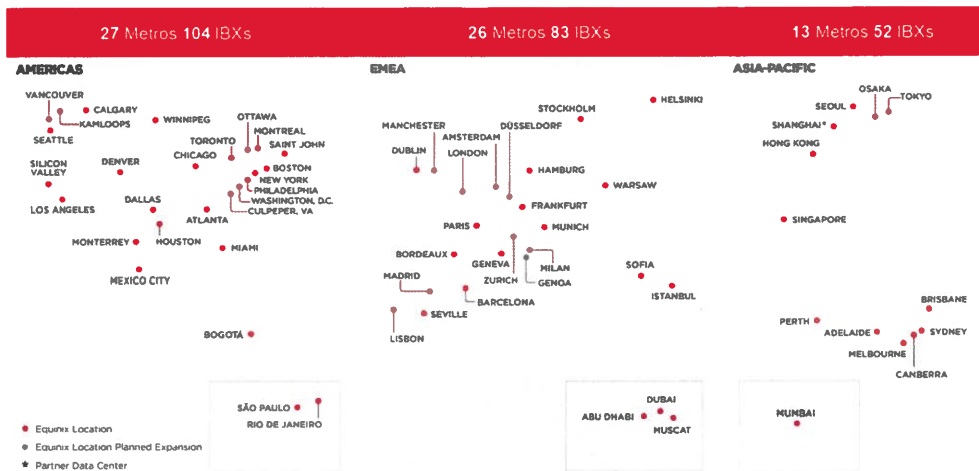 27 Metros 104 IBXs
26 Metros 83 IBXs
13 Metros 52 IBXs
AMERICAS
VANCOUVER
CALGARY
KAMLOOPS
SEATTLE
WINNIPEG
OTTAWA
TORONTO
MONTREAL
SAINT JOHN
SILICON
VALLEY
DENVER
CHICAGO
BOSTON
NEW YORK
PHILADELPHIA
WASHINGTON, D.C.
CULPEPER, VA
LOS ANGELES
DALLAS
ATLANTA
MONTERREY
HOUSTON
MIAMI
MEXICO CITY
BOGOTÁ
SÃO PAULO
RIO DE JANEIRO
Equinix Location
Equinix Location Planned Expansion
Partner Data Center
EMEA
HELSINKI
STOCKHOLM
MANCHESTER
DÜSSELDORF
AMSTERDAM
DUBLIN
LONDON
HAMBURG
WARSAW
FRANKFURT
PARIS
MUNICH
BORDEAUX
GENEVA
MILAN
ZURICH
GENOA
SOFIA
MADRID
BARCELONA
ISTANBUL
SEVILLE
LISBON
DUBAI
ABU DHABI
MUSCAT
ASIA-PACIFIC
OSAKA
TOKYO
SEOUL
SHANGHAI*
HONG KONG
SINGAPORE
BRISBANE
PERTH
ADELAIDE
SYDNEY
MELBOURNE
CANBERRA
MUMBAI